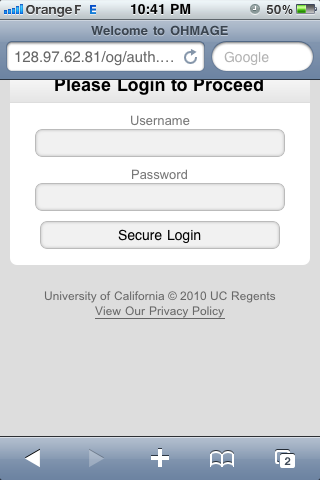 Orange F E 10:41 PM 50%
Welcome to OHMAGE
128.97.62.81/og/auth.... Google
Please Login to Proceed
Username
Password
Secure Login
University of California © 2010 UC Regents
View Our Privacy Policy
2